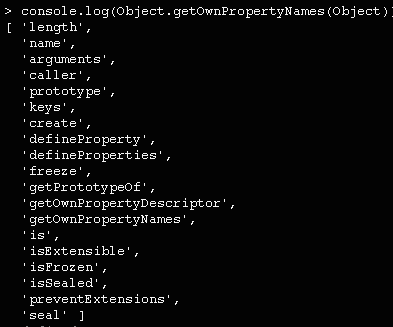 > console.log(Object.getOwnPropertyNames(Object))
[ 'length',
'name',
'arguments',
'caller',
'prototype',
'keys',
'create',
'defineProperty',
'defineProperties',
'freeze',
'getPrototypeOf',
'getOwnPropertyDescriptor',
'getOwnPropertyNames',
'is',
'isExtensible',
'isFrozen',
'isSealed',
'preventExtensions',
'seal' ]